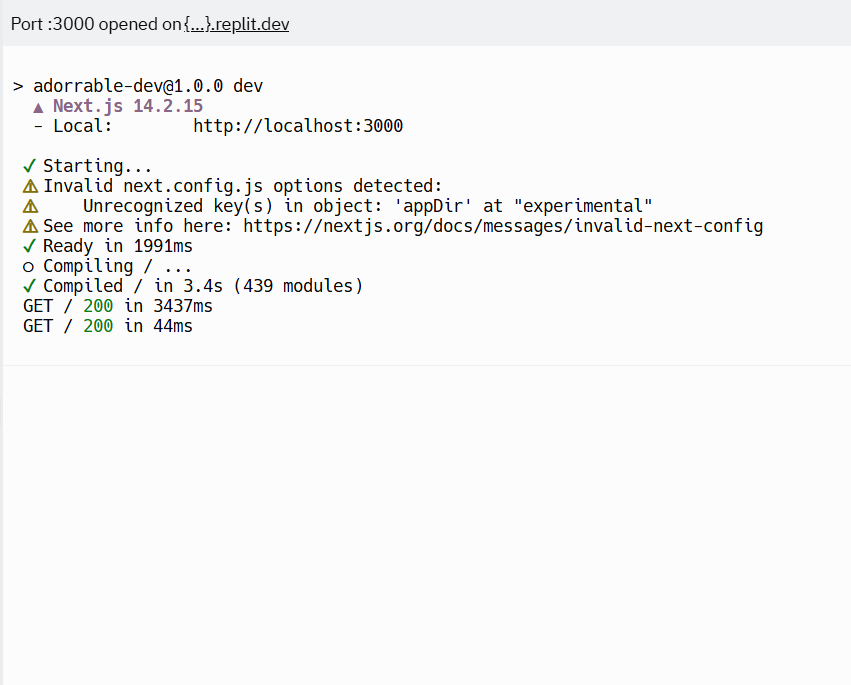 Port :3000 opened on {...}.replit.dev
> adorrable-dev@1.0.0 dev
▲ Next.js 14.2.15
- Local: http://localhost:3000
✓ Starting...
⚠ Invalid next.config.js options detected:
⚠ Unrecognized key(s) in object: 'appDir' at "experimental"
⚠ See more info here: https://nextjs.org/docs/messages/invalid-next-config
✓ Ready in 1991ms
○ Compiling / ...
✓ Compiled / in 3.4s (439 modules)
GET / 200 in 3437ms
GET / 200 in 44ms